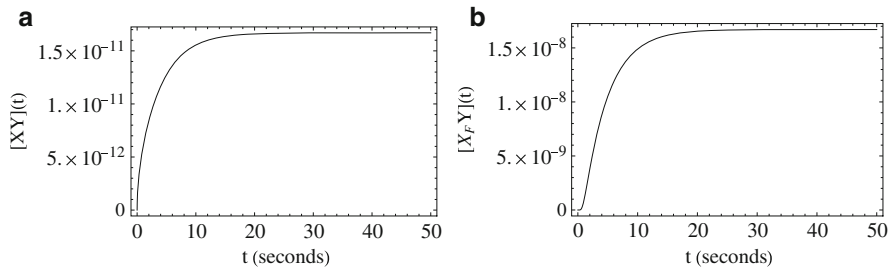 a
[XY](t)
1.5 × 10⁻¹¹
1. × 10⁻¹¹
5. × 10⁻¹²
0
0 10 20 30 40 50
t (seconds)
b
[X_F Y](t)
1.5 × 10⁻⁸
1. × 10⁻⁸
5 × 10⁻⁹
0
0 10 20 30 40 50
t (seconds)